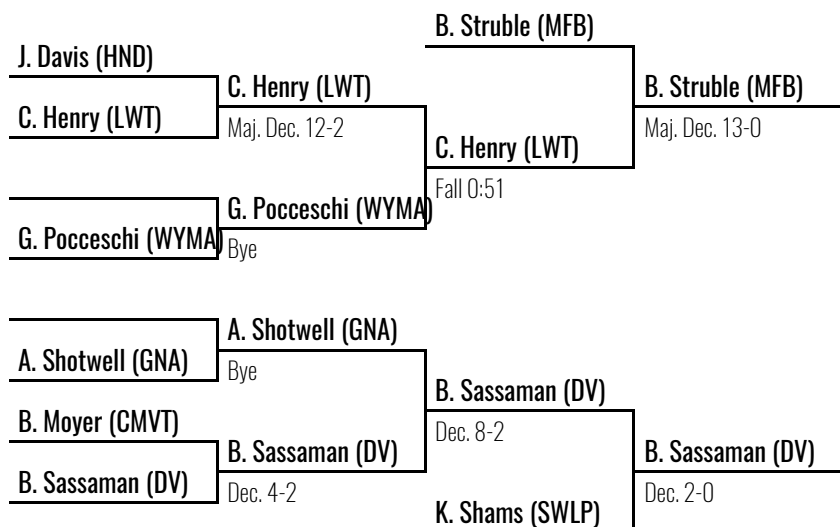 B. Struble (MFB)
J. Davis (HND)
C. Henry (LWT)
B. Struble (MFB)
C. Henry (LWT)
Maj. Dec. 12-2
Maj. Dec. 13-0
C. Henry (LWT)
Fall 0:51
G. Pocceschi (WYMA)
G. Pocceschi (WYMA)
Bye
A. Shotwell (GNA)
A. Shotwell (GNA)
Bye
B. Sassaman (DV)
B. Moyer (CMVT)
Dec. 8-2
B. Sassaman (DV)
B. Sassaman (DV)
B. Sassaman (DV)
Dec. 4-2
Dec. 2-0
K. Shams (SWLP)